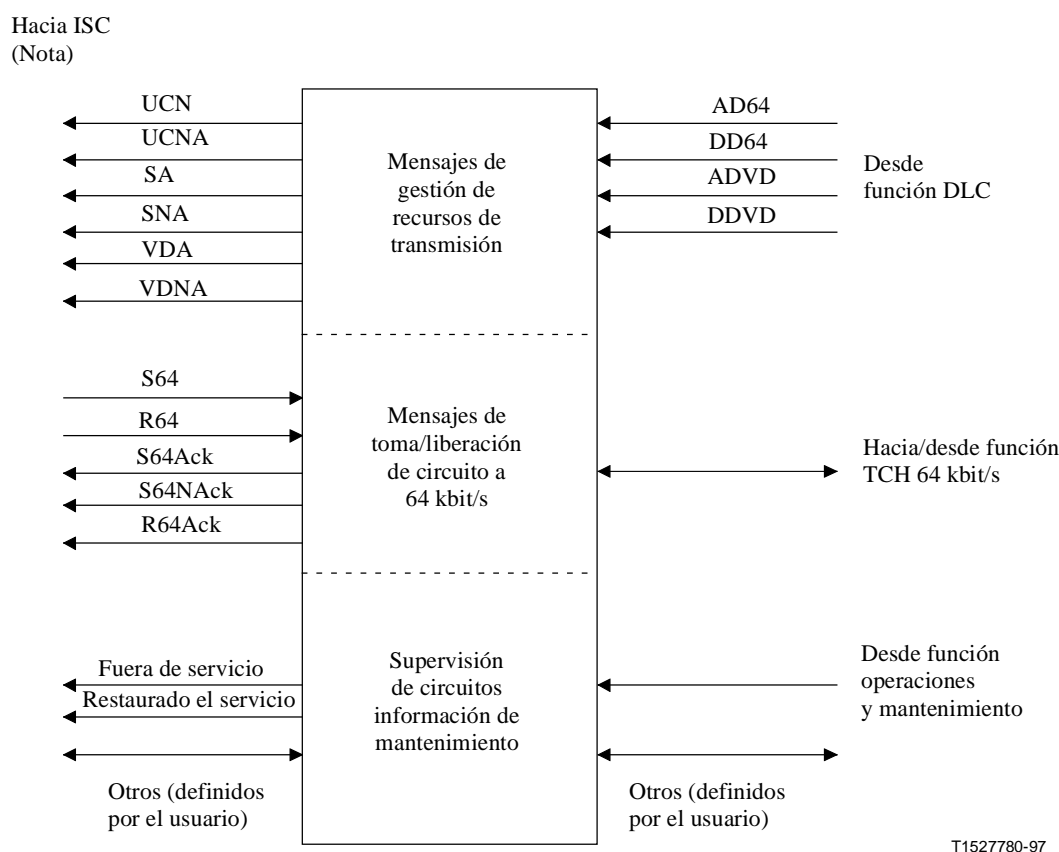 Hacia ISC
(Nota)
UCN
UCNA
SA
SNA
VDA
VDNA
Mensajes de
gestión de
recursos de
transmisión
AD64
DD64
ADVD
DDVD
Desde
función DLC
S64
R64
S64Ack
S64NAck
R64Ack
Mensajes de
toma/liberación
de circuito a
64 kbit/s
Hacia/desde función
TCH 64 kbit/s
Fuera de servicio
Restaurado el servicio
Otros (definidos
por el usuario)
Supervisión
de circuitos
información de
mantenimiento
Desde función
operaciones
y mantenimiento
Otros (definidos
por el usuario)
T1527780-97